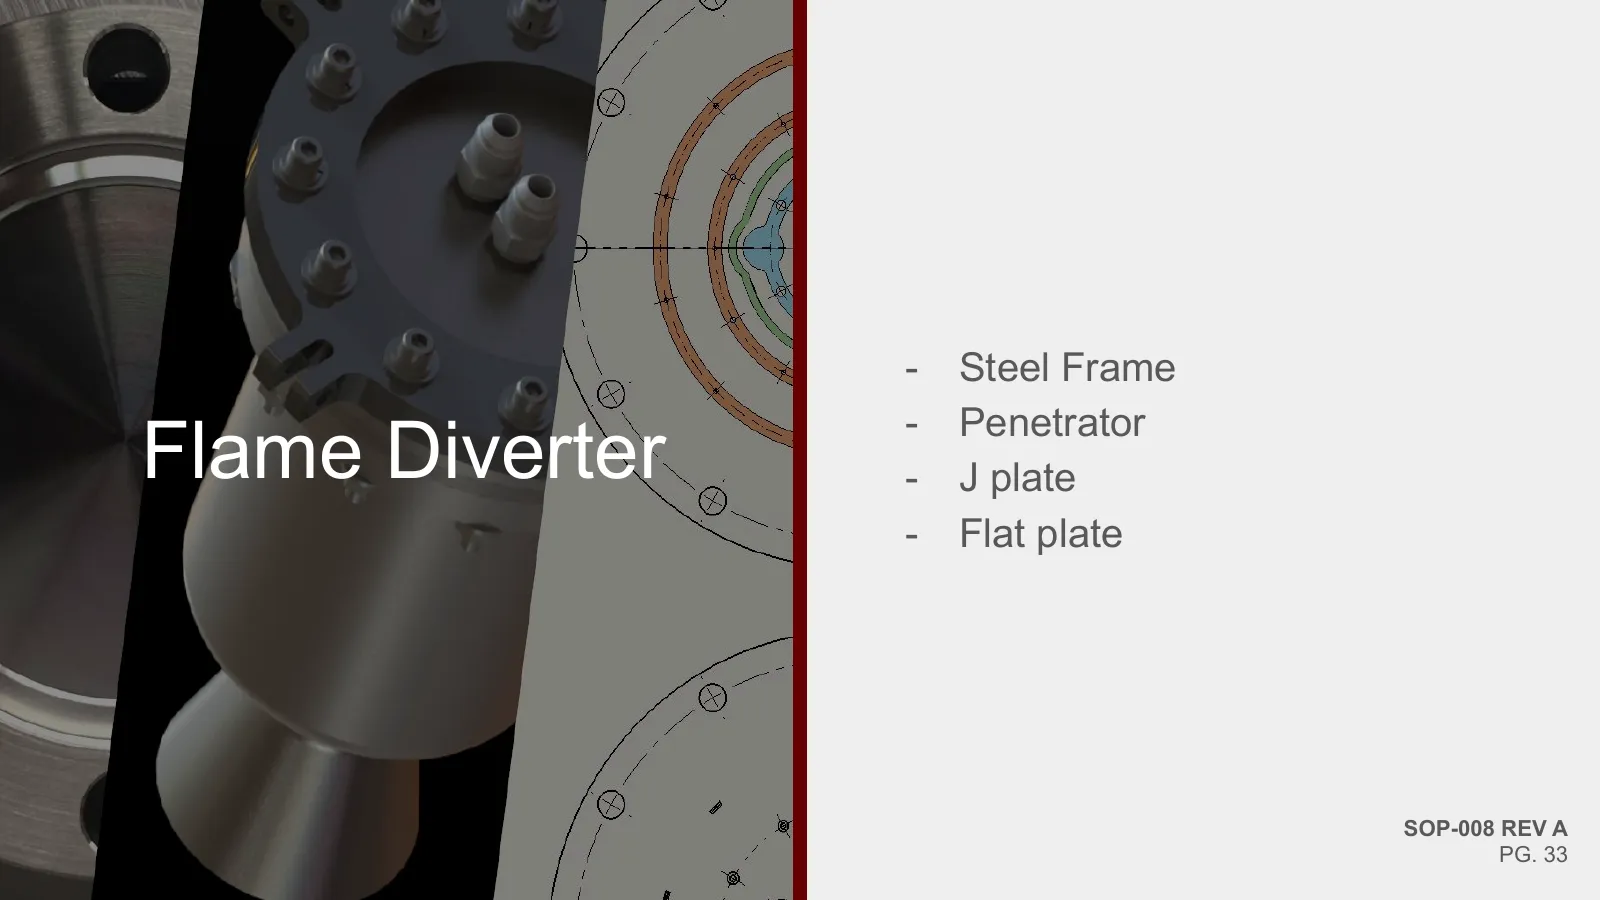 Flame Diverter
- Steel Frame
- Penetrator
- J plate
- Flat plate
SOP-008 REV A
PG. 33